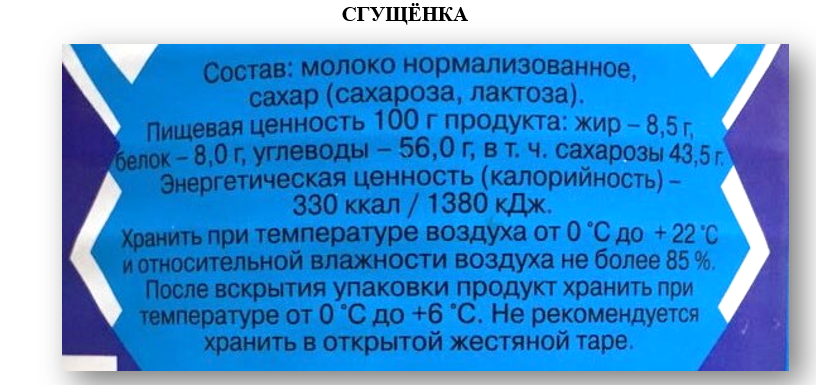 СГУЩЁНКА
Состав: молоко нормализованное,
сахар (сахароза, лактоза).
Пищевая ценность 100 г продукта: жир – 8,5 г,
белок – 8,0 г, углеводы – 56,0 г, в т. ч. сахарозы 43,5 г.
Энергетическая ценность (калорийность) –
330 ккал / 1380 кДж.
Хранить при температуре воздуха от 0 °C до + 22 °C
и относительной влажности воздуха не более 85 %.
После вскрытия упаковки продукт хранить при
температуре от 0 °C до +6 °C. Не рекомендуется
хранить в открытой жестяной таре.